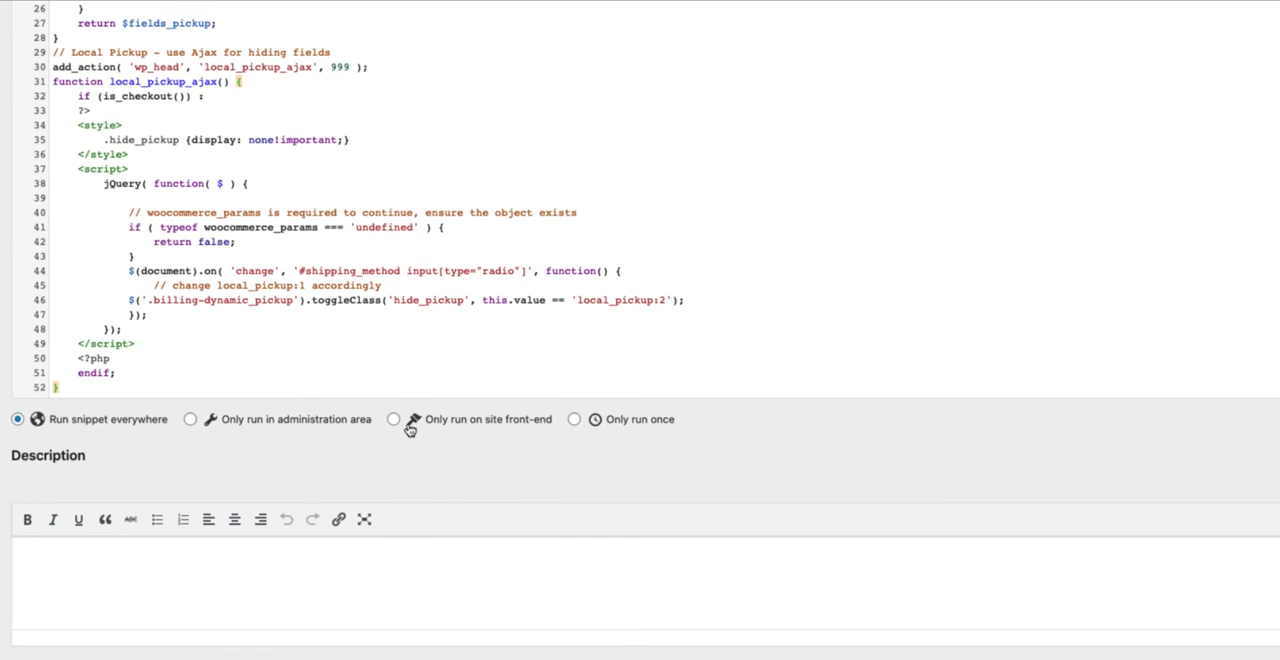 26 }
27 return $fields_pickup;
28 }
29 // Local Pickup - use Ajax for hiding fields
30 add_action( 'wp_head', 'local_pickup_ajax', 999 );
31 function local_pickup_ajax() {
32 if (is_checkout()) :
33 ?>
34 <style>
35 .hide_pickup {display: none!important;}
36 </style>
37 <script>
38 jQuery( function( $ ) {
39
40 // woocommerce_params is required to continue, ensure the object exists
41 if ( typeof woocommerce_params === 'undefined' ) {
42 return false;
43 }
44 $(document).on( 'change', '#shipping_method input[type="radio"]', function() {
45 // change local_pickup:1 accordingly
46 $('.billing-dynamic_pickup').toggleClass('hide_pickup', this.value == 'local_pickup:2');
47 });
48 });
49 </script>
50 <?php
51 endif;
52 }
Run snippet everywhere Only run in administration area Only run on site front-end Only run once
Description
B I U ABC